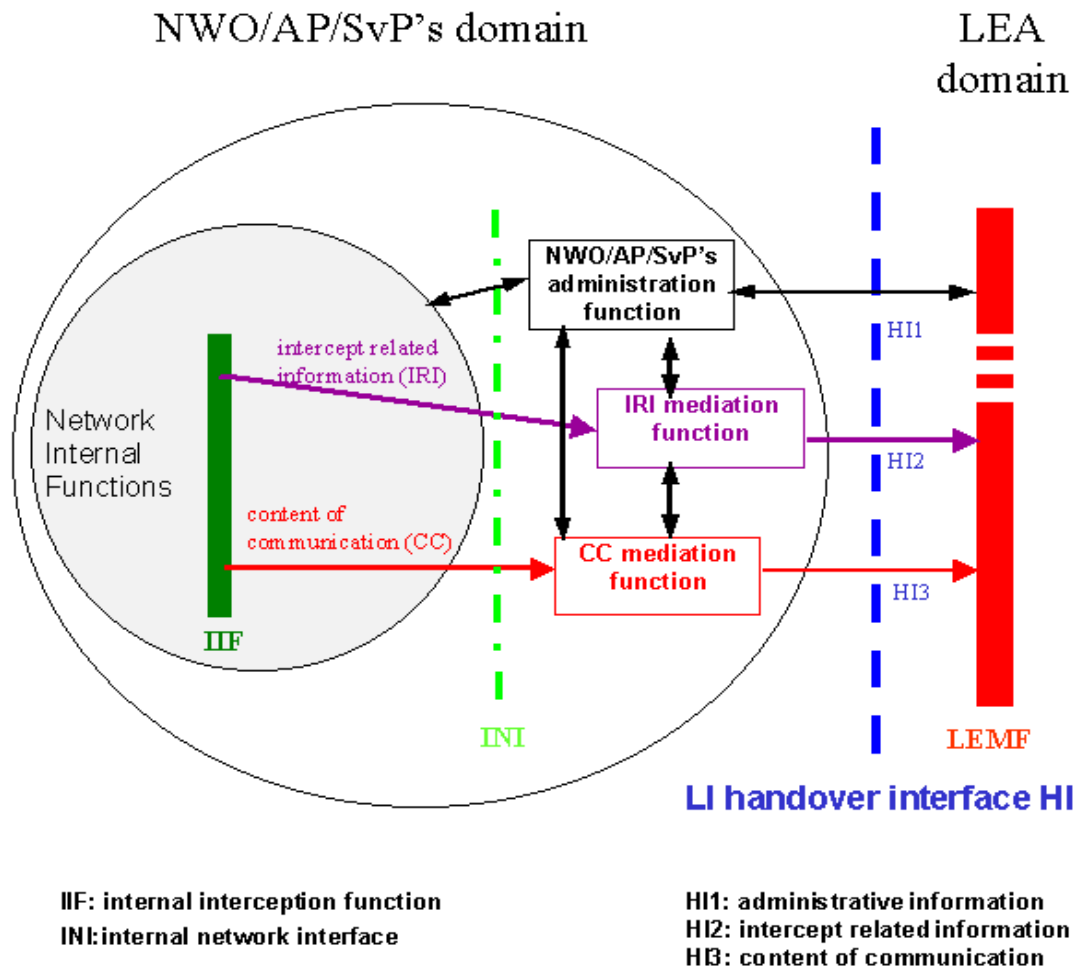 NWO/AP/SvP's domain
LEA
domain
NWO/AP/SvP's
administration
function
HI1
intercept related
information (IRI)
IRI mediation
function
HI2
Network
Internal
Functions
content of
communication (CC)
CC mediation
function
HI3
IIF
INI
LEMF
LI handover interface HI
IIF: internal interception function
INI:internal network interface
HI1: administrative information
HI2: intercept related information
HI3: content of communication